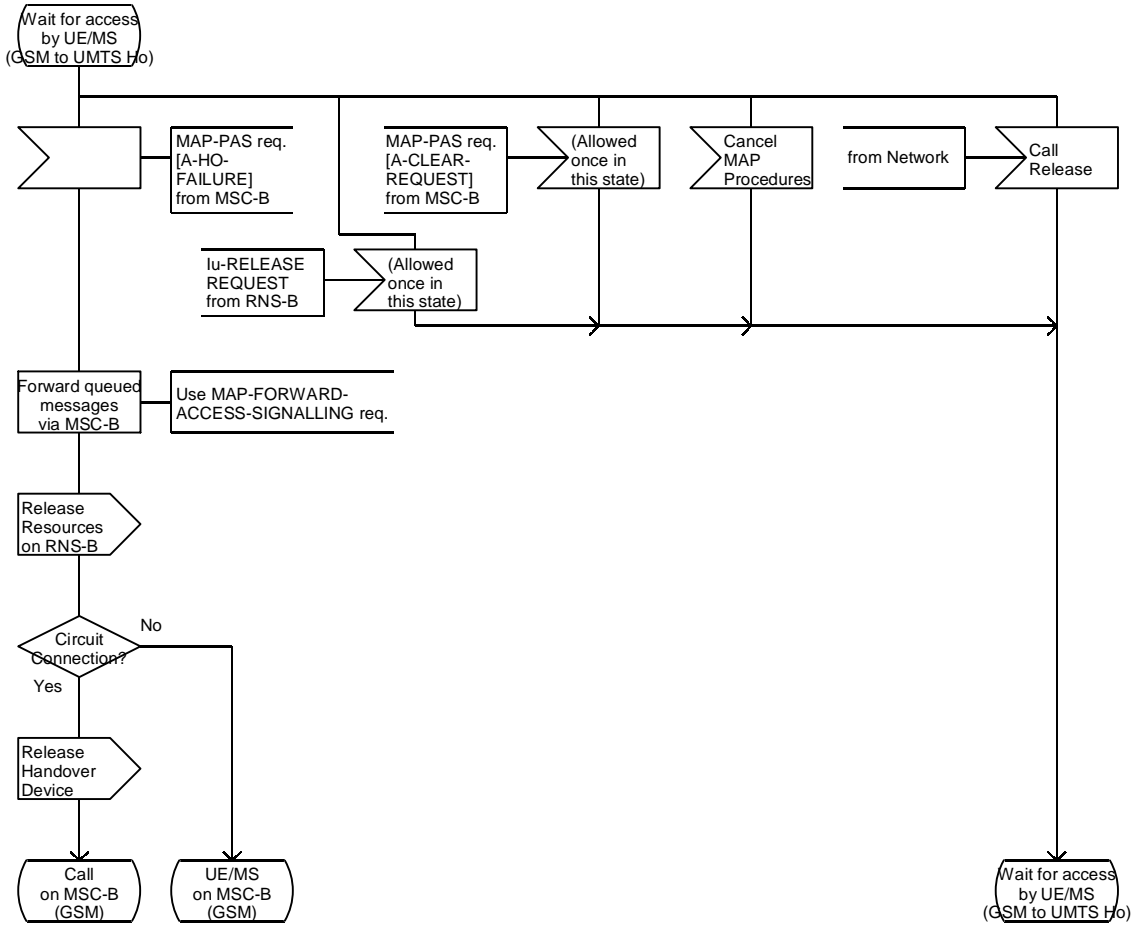 Wait for access
by UE/MS
(GSM to UMTS Ho)
MAP-PAS req.
[A-HO-
FAILURE]
from MSC-B
MAP-PAS req.
[A-CLEAR-
REQUEST]
from MSC-B
(Allowed
once in
this state)
Cancel
MAP
Procedures
from Network
Call
Release
Iu-RELEASE
REQUEST
from RNS-B
(Allowed
once in
this state)
Forward queued
messages
via MSC-B
Use MAP-FORWARD-
ACCESS-SIGNALLING req.
Release
Resources
on RNS-B
Circuit
Connection?
No
Yes
Release
Handover
Device
Call
on MSC-B
(GSM)
UE/MS
on MSC-B
(GSM)
Wait for access
by UE/MS
(GSM to UMTS Ho)